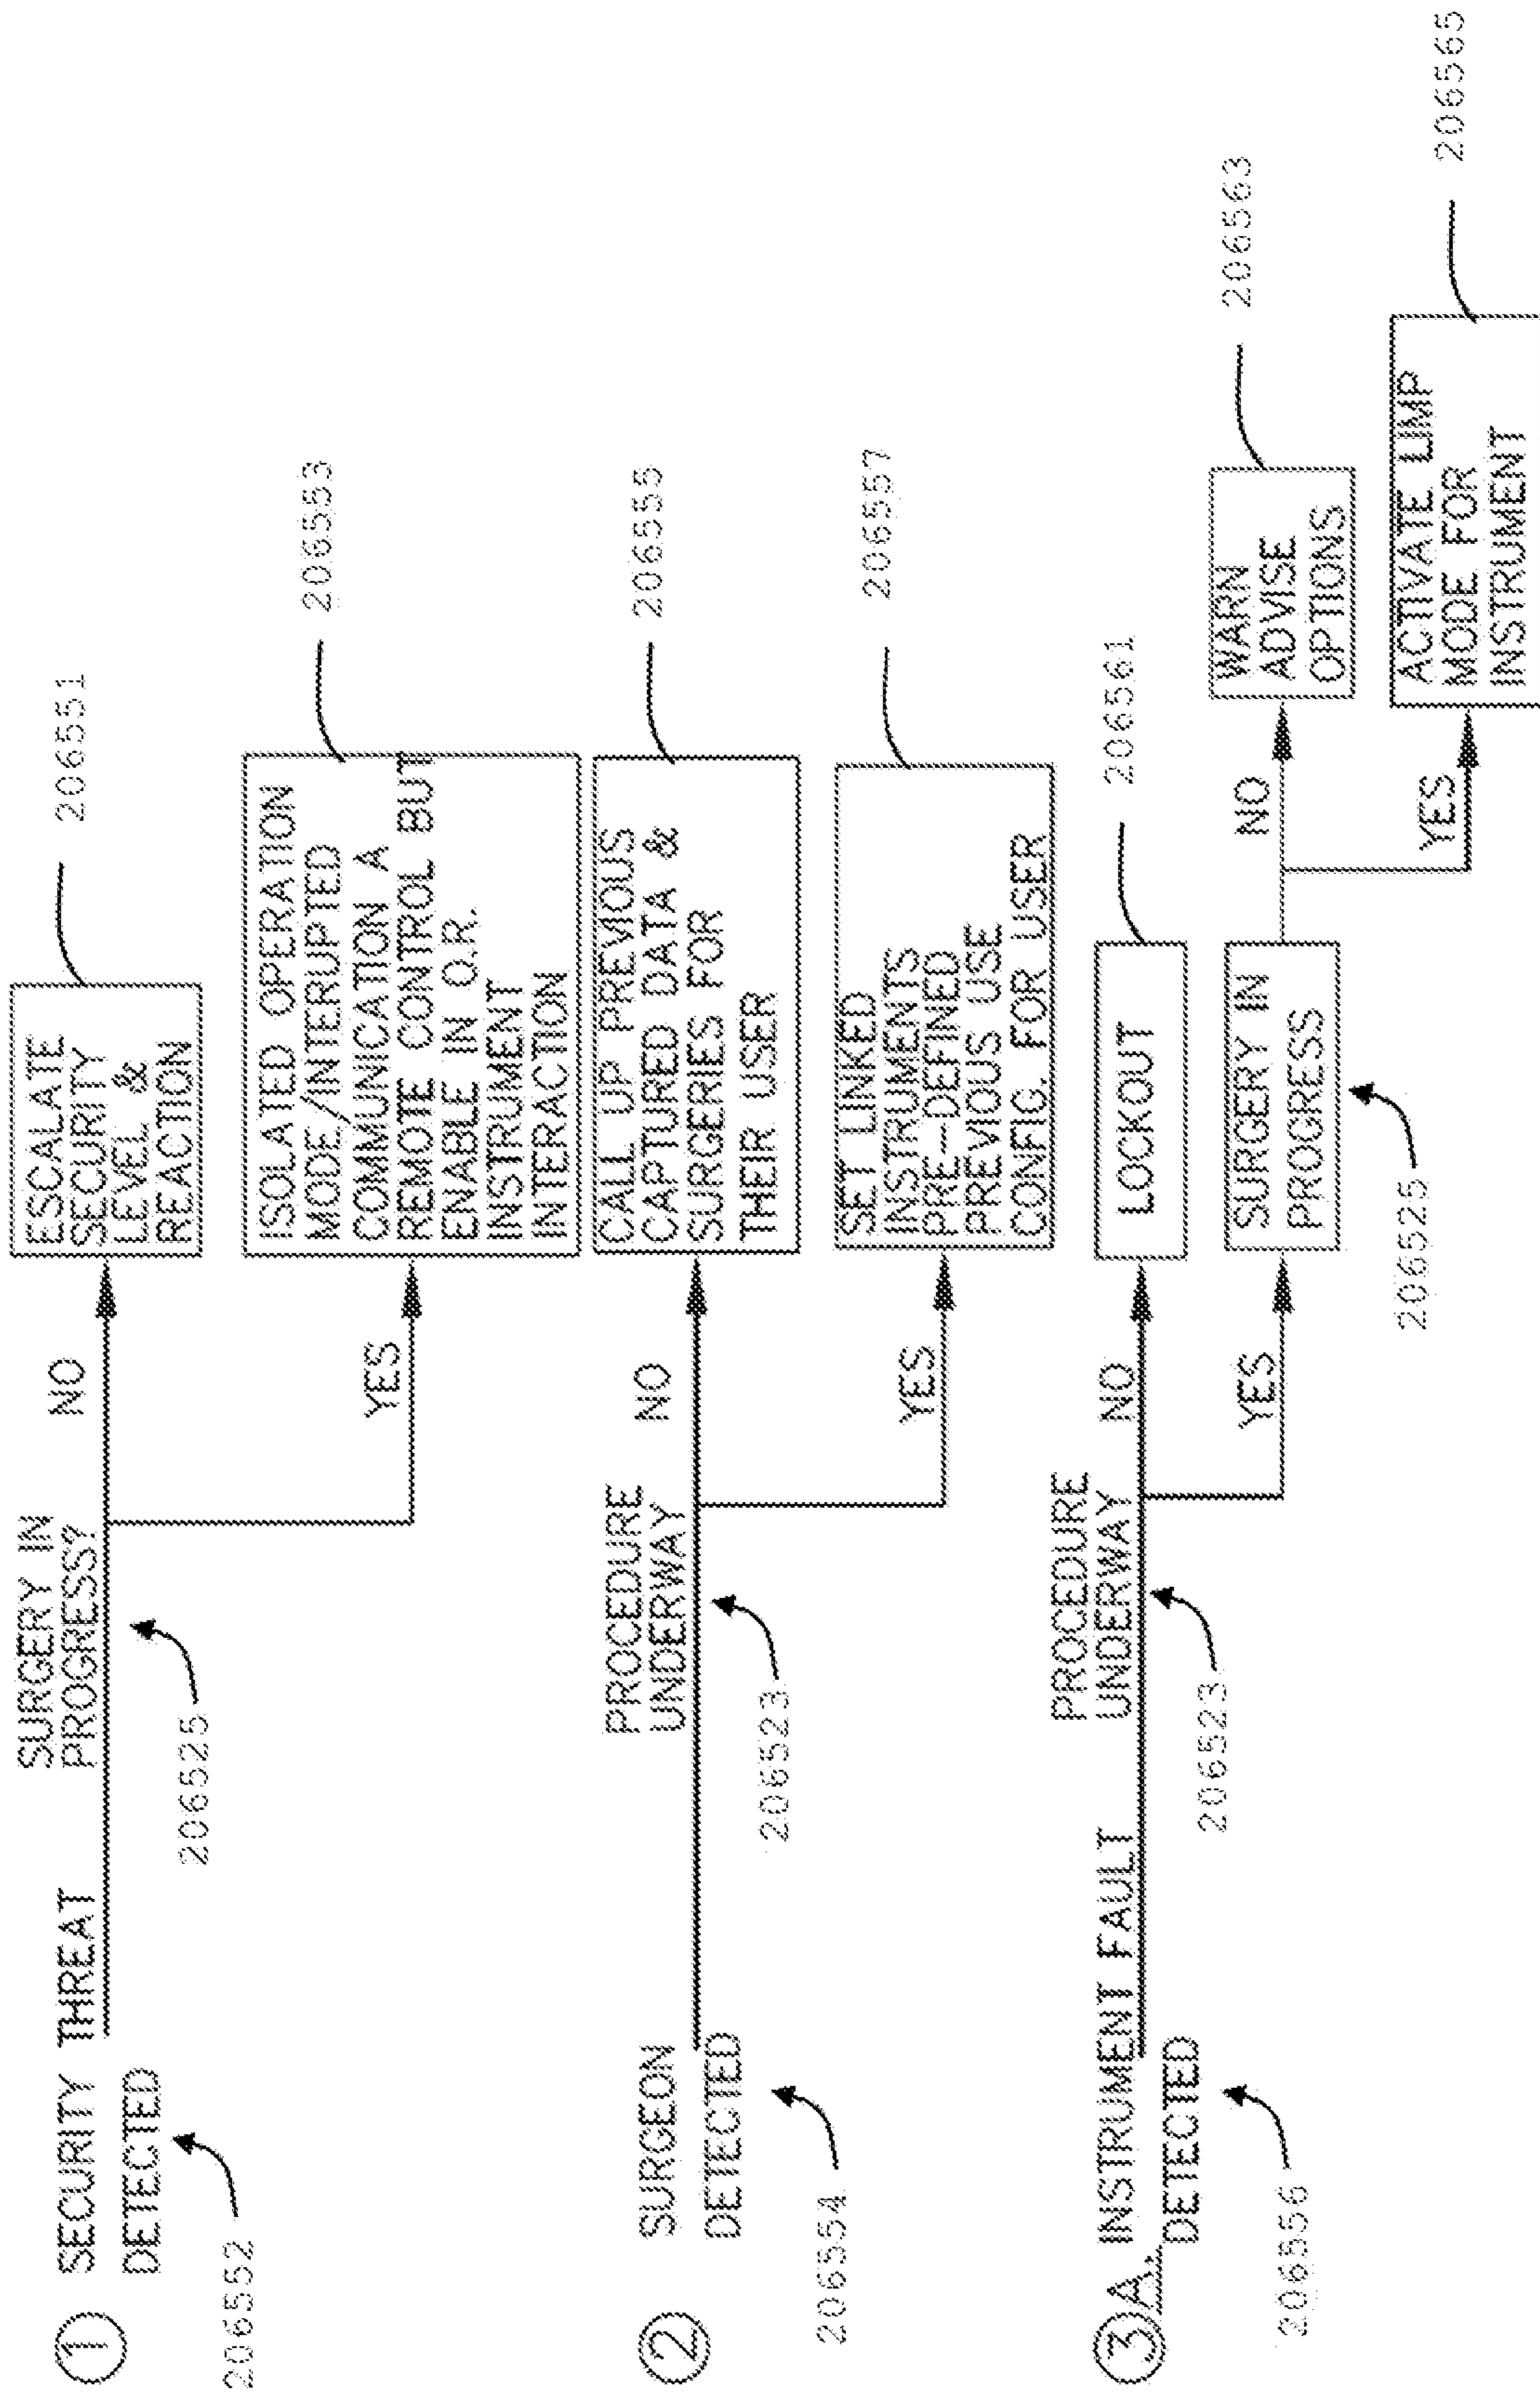 ① SECURITY THREAT
DETECTED
206552
SURGERY IN
PROGRESS?
206525
NO
YES
ESCALATE
SECURITY
LEVEL &
REACTION
206551
ISOLATED OPERATION
MODE/INTERUPTED
COMMUNICATION A
REMOTE CONTROL BUT
ENABLE IN O.R.
INSTRUMENT
INTERACTION
206553
② SURGEON
DETECTED
206554
PROCEDURE
UNDERWAY
206523
NO
YES
CALL UP PREVIOUS
CAPTURED DATA &
SURGERIES FOR
THEIR USER
206555
SET LINKED
INSTRUMENTS
PRE-DEFINED
PREVIOUS USE
CONFIG. FOR USER
206557
③A. INSTRUMENT FAULT
DETECTED
206556
PROCEDURE
UNDERWAY
206523
NO
YES
LOCKOUT
206561
SURGERY IN
PROGRESS
206525
NO
YES
WARN
ADVISE
OPTIONS
206563
ACTIVATE LIMP
MODE FOR
INSTRUMENT
206565